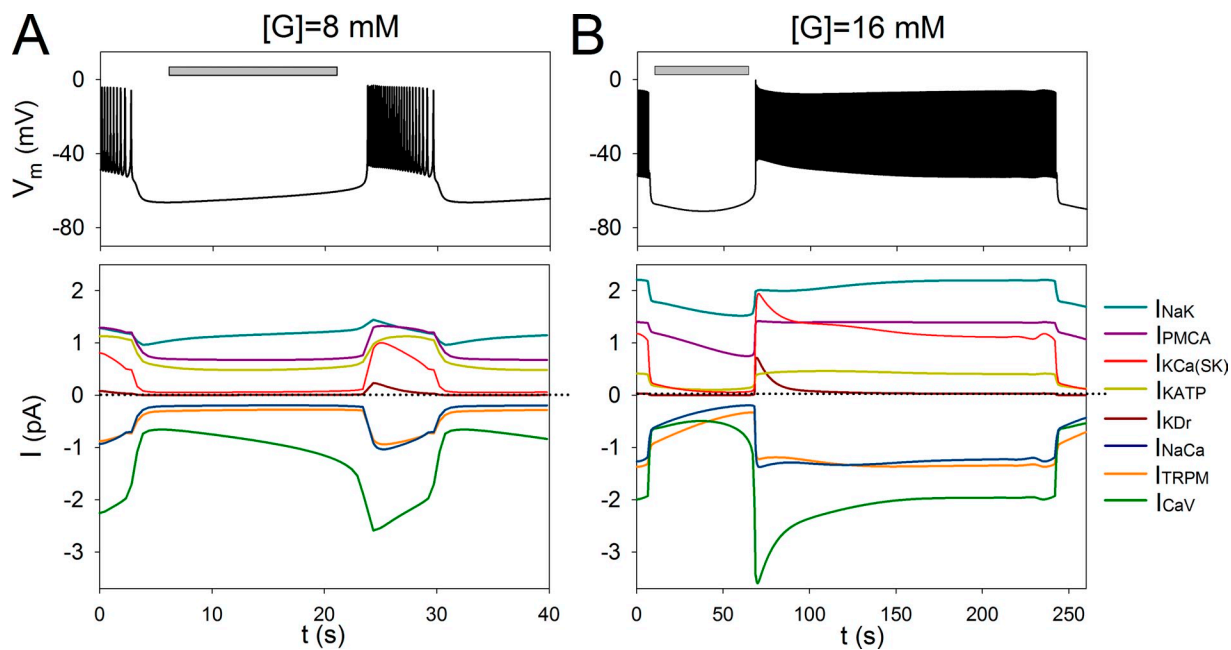 A
[G]=8 mM
B
[G]=16 mM
Vm (mV)
0
-40
-80
0
-40
-80
I (pA)
2
1
0
-1
-2
-3
2
1
0
-1
-2
-3
INaK
IPMCA
IKCa(SK)
IKATP
IKDr
INaCa
ITRPM
ICaV
0
10
20
30
40
0
50
100
150
200
250
t (s)
t (s)